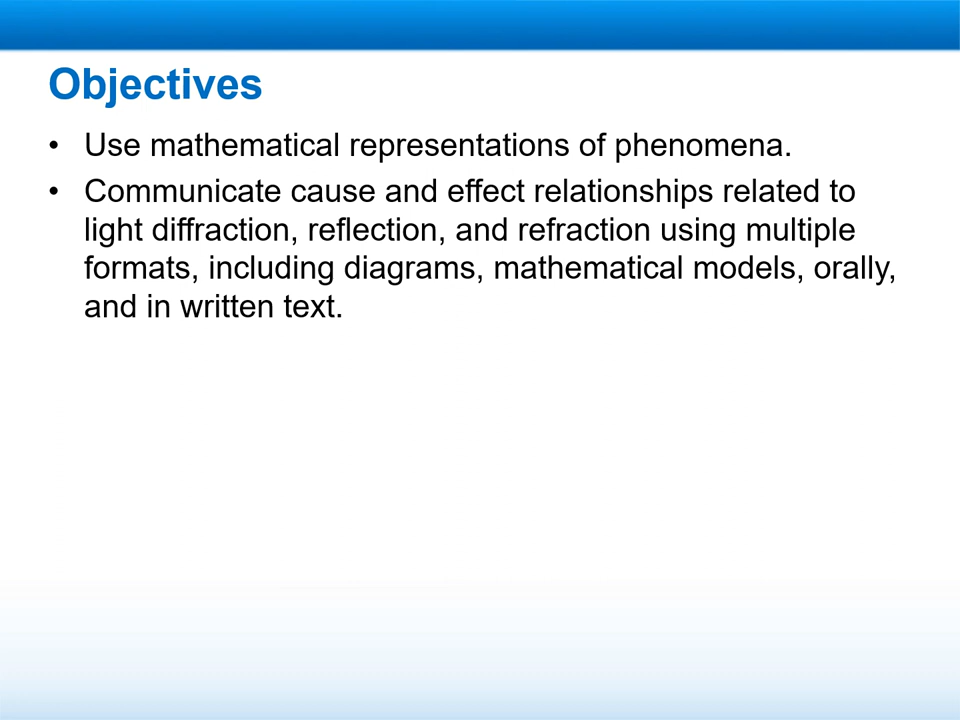 Objectives
• Use mathematical representations of phenomena.
• Communicate cause and effect relationships related to
light diffraction, reflection, and refraction using multiple
formats, including diagrams, mathematical models, orally,
and in written text.